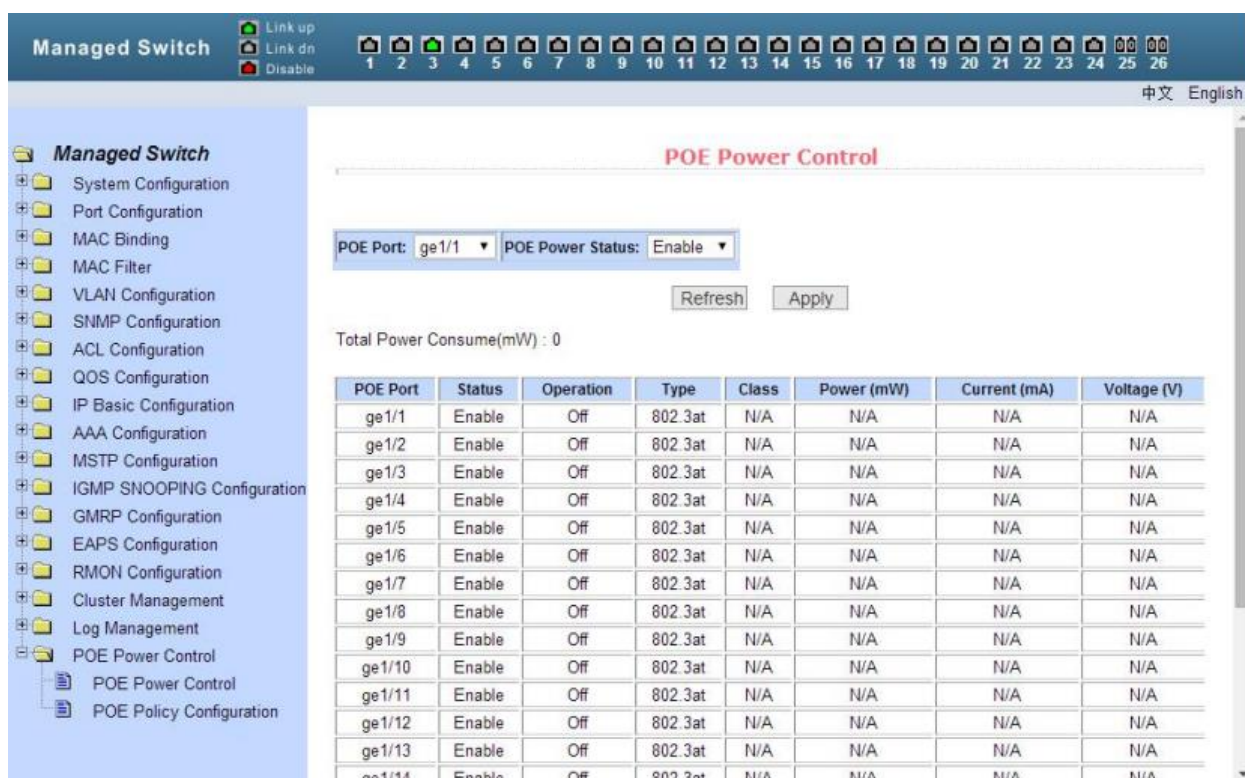 Managed Switch
Link up
Link dn
Disable
1 2 3 4 5 6 7 8 9 10 11 12 13 14 15 16 17 18 19 20 21 22 23 24 25 26
中文 English
Managed Switch
System Configuration
Port Configuration
MAC Binding
MAC Filter
VLAN Configuration
SNMP Configuration
ACL Configuration
QOS Configuration
IP Basic Configuration
AAA Configuration
MSTP Configuration
IGMP SNOOPING Configuration
GMRP Configuration
EAPS Configuration
RMON Configuration
Cluster Management
Log Management
POE Power Control
POE Power Control
POE Policy Configuration
POE Power Control
POE Port: ge1/1 POE Power Status: Enable
Refresh Apply
Total Power Consume(mW) : 0
POE Port Status Operation Type Class Power (mW) Current (mA) Voltage (V)
ge1/1 Enable Off 802.3at N/A N/A N/A N/A
ge1/2 Enable Off 802.3at N/A N/A N/A N/A
ge1/3 Enable Off 802.3at N/A N/A N/A N/A
ge1/4 Enable Off 802.3at N/A N/A N/A N/A
ge1/5 Enable Off 802.3at N/A N/A N/A N/A
ge1/6 Enable Off 802.3at N/A N/A N/A N/A
ge1/7 Enable Off 802.3at N/A N/A N/A N/A
ge1/8 Enable Off 802.3at N/A N/A N/A N/A
ge1/9 Enable Off 802.3at N/A N/A N/A N/A
ge1/10 Enable Off 802.3at N/A N/A N/A N/A
ge1/11 Enable Off 802.3at N/A N/A N/A N/A
ge1/12 Enable Off 802.3at N/A N/A N/A N/A
ge1/13 Enable Off 802.3at N/A N/A N/A N/A
ge1/14 Enable Off 802.3at N/A N/A N/A N/A